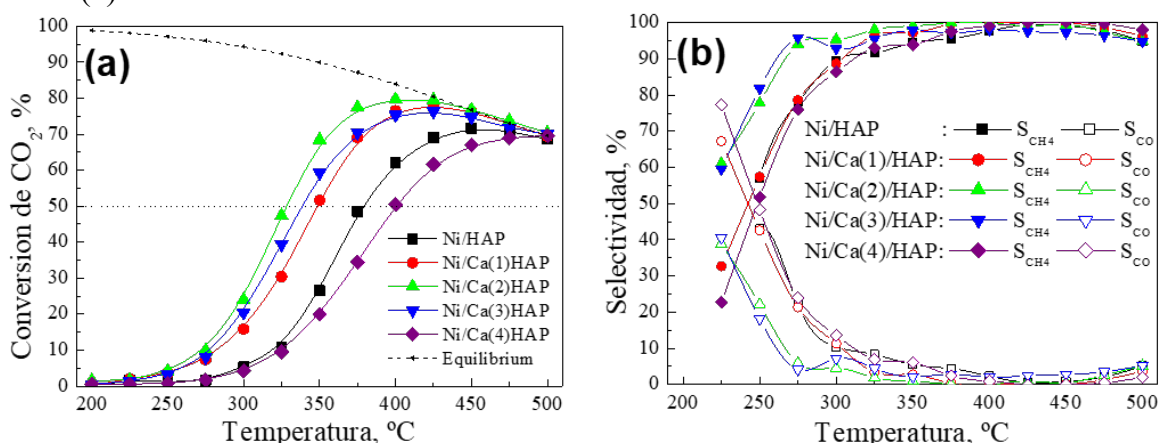 (a)
100
90
80
70
60
50
40
30
20
10
0
Conversion de CO2, %
Ni/HAP
Ni/Ca(1)HAP
Ni/Ca(2)HAP
Ni/Ca(3)HAP
Ni/Ca(4)HAP
Equilibrium
200 250 300 350 400 450 500
Temperatura, ºC
(b)
100
90
80
70
60
50
40
30
20
10
0
Selectividad, %
Ni/HAP : SCH4 SCO
Ni/Ca(1)/HAP: SCH4 SCO
Ni/Ca(2)/HAP: SCH4 SCO
Ni/Ca(3)/HAP: SCH4 SCO
Ni/Ca(4)/HAP: SCH4 SCO
200 250 300 350 400 450 500
Temperatura, ºC